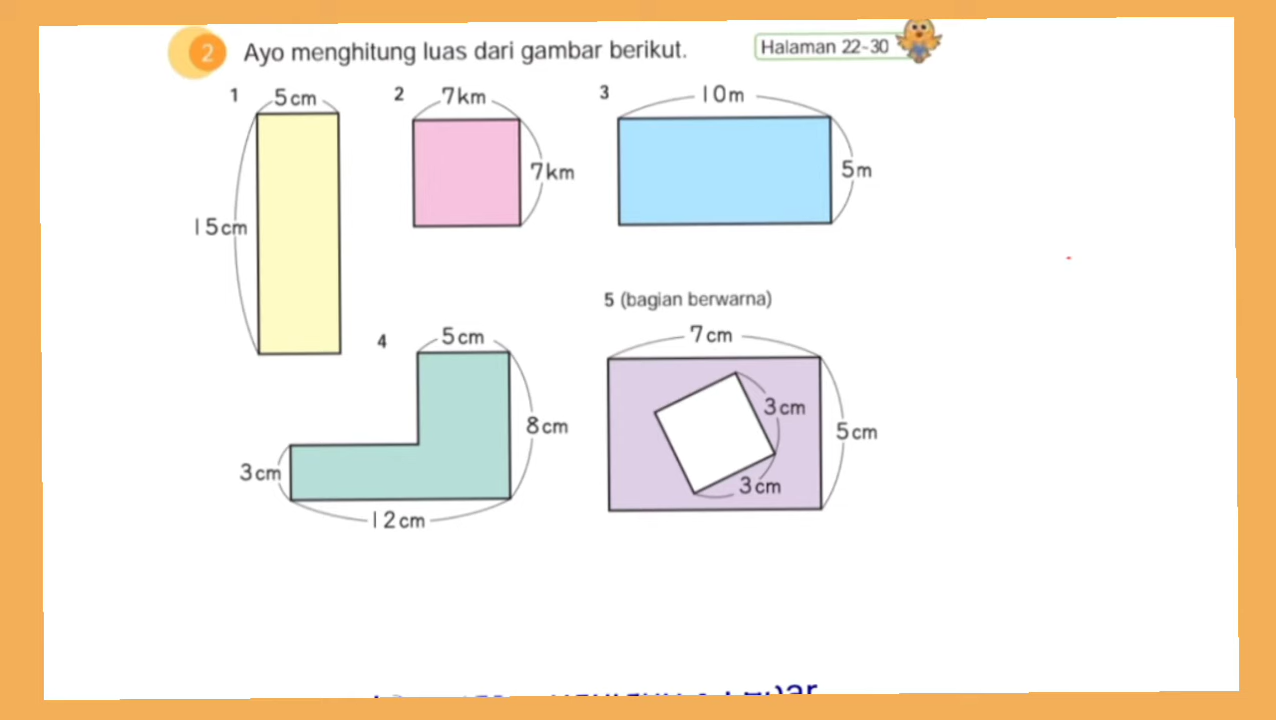 2 Ayo menghitung luas dari gambar berikut.
Halaman 22~30
1
5cm
15cm
2
7km
7km
3
10m
5m
4
5cm
8cm
3cm
12cm
5 (bagian berwarna)
7cm
3cm
3cm
5cm